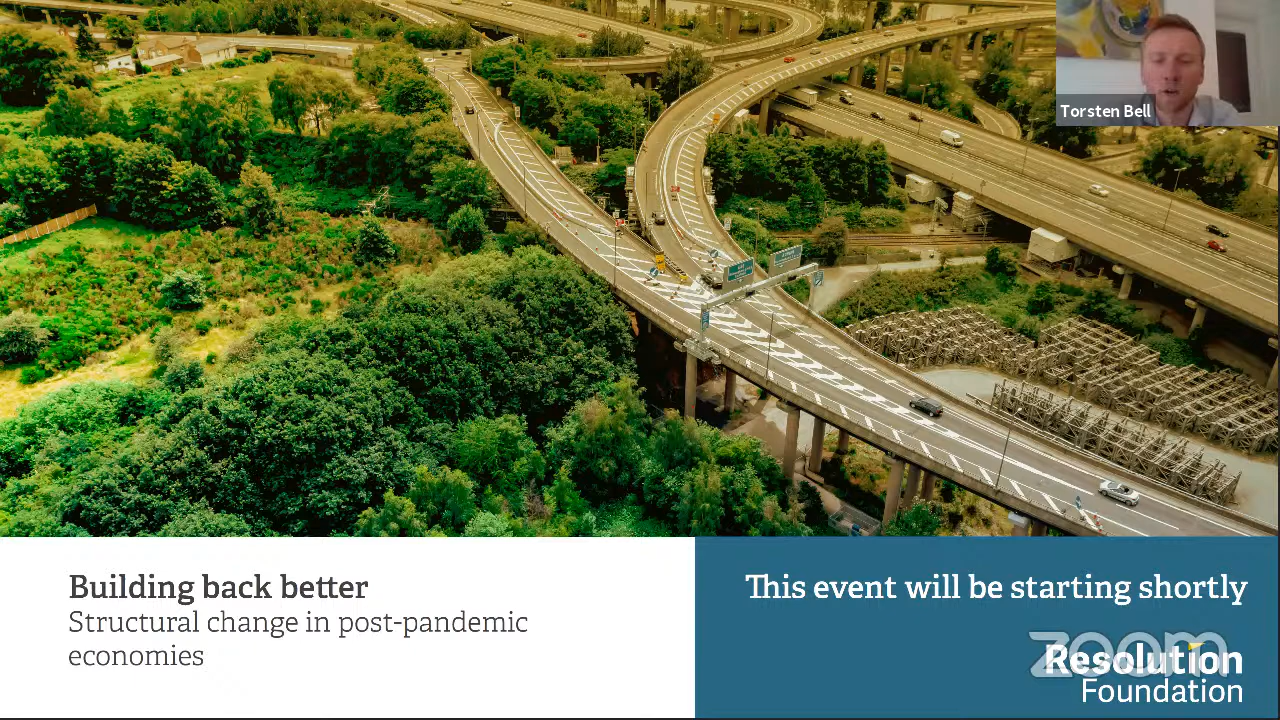 Torsten Bell
Building back better
Structural change in post-pandemic
economies
This event will be starting shortly
zoom
Resolution
Foundation